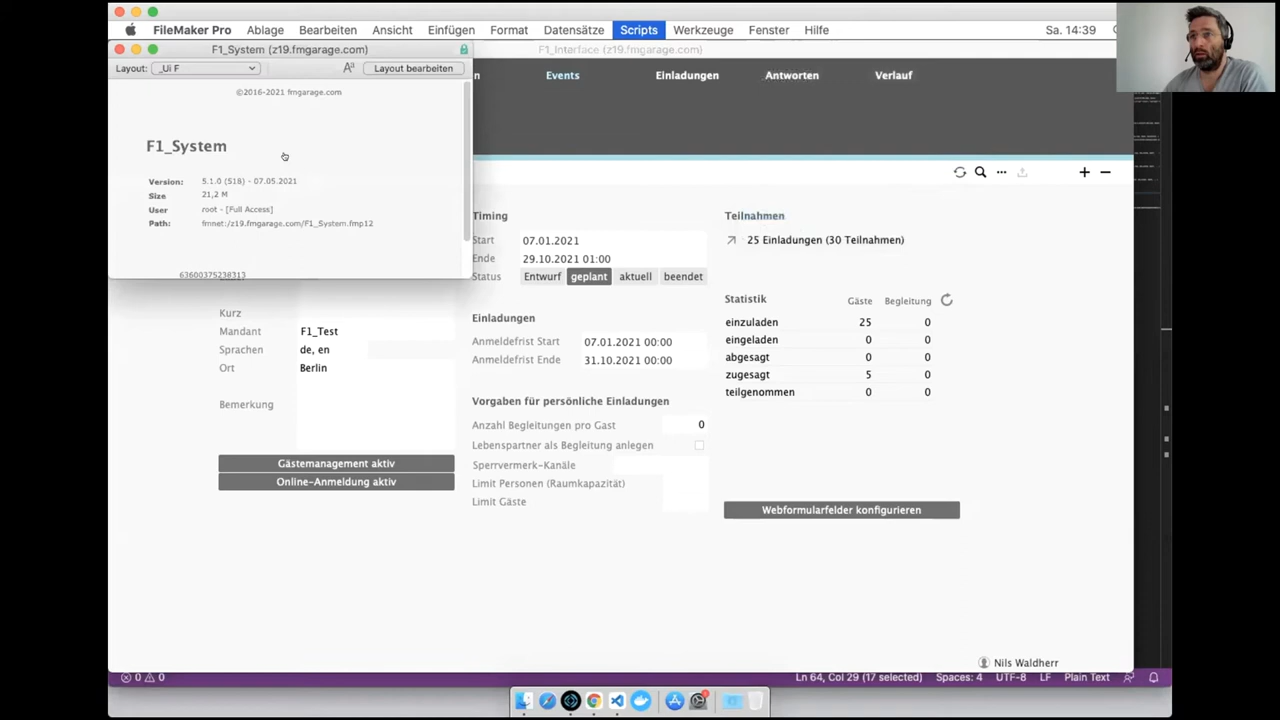 FileMaker Pro Ablage Bearbeiten Ansicht Einfügen Format Datensätze Scripts Werkzeuge Fenster Hilfe Sa. 14:39
F1_System (z19.fmgarage.com)
F1_Interface (z19.fmgarage.com)
Layout: _Ui F Layout bearbeiten
Events Einladungen Antworten Verlauf
©2016-2021 fmgarage.com
F1_System
Version: 5.1.0 (S18) - 07.05.2021
Size 21,2 M
User root - [Full Access]
Path: fmnet:/z19.fmgarage.com/F1_System.fmp12
63600375238313
Kurz
Mandant F1_Test
Sprachen de, en
Ort Berlin
Bemerkung
Gästemanagement aktiv
Online-Anmeldung aktiv
Timing
Start 07.01.2021
Ende 29.10.2021 01:00
Status Entwurf geplant aktuell beendet
Einladungen
Anmeldefrist Start 07.01.2021 00:00
Anmeldefrist Ende 31.10.2021 00:00
Vorgaben für persönliche Einladungen
Anzahl Begleitungen pro Gast 0
Lebenspartner als Begleitung anlegen
Sperrvermerk-Kanäle
Limit Personen (Raumkapazität)
Limit Gäste
Teilnahmen
25 Einladungen (30 Teilnahmen)
Statistik Gäste Begleitung
einzuladen 25 0
eingeladen 0 0
abgesagt 0 0
zugesagt 5 0
teilgenommen 0 0
Webformularfelder konfigurieren
Nils Waldherr
0 0 Ln 64, Col 29 (17 selected) Spaces: 4 UTF-8 LF Plain Text